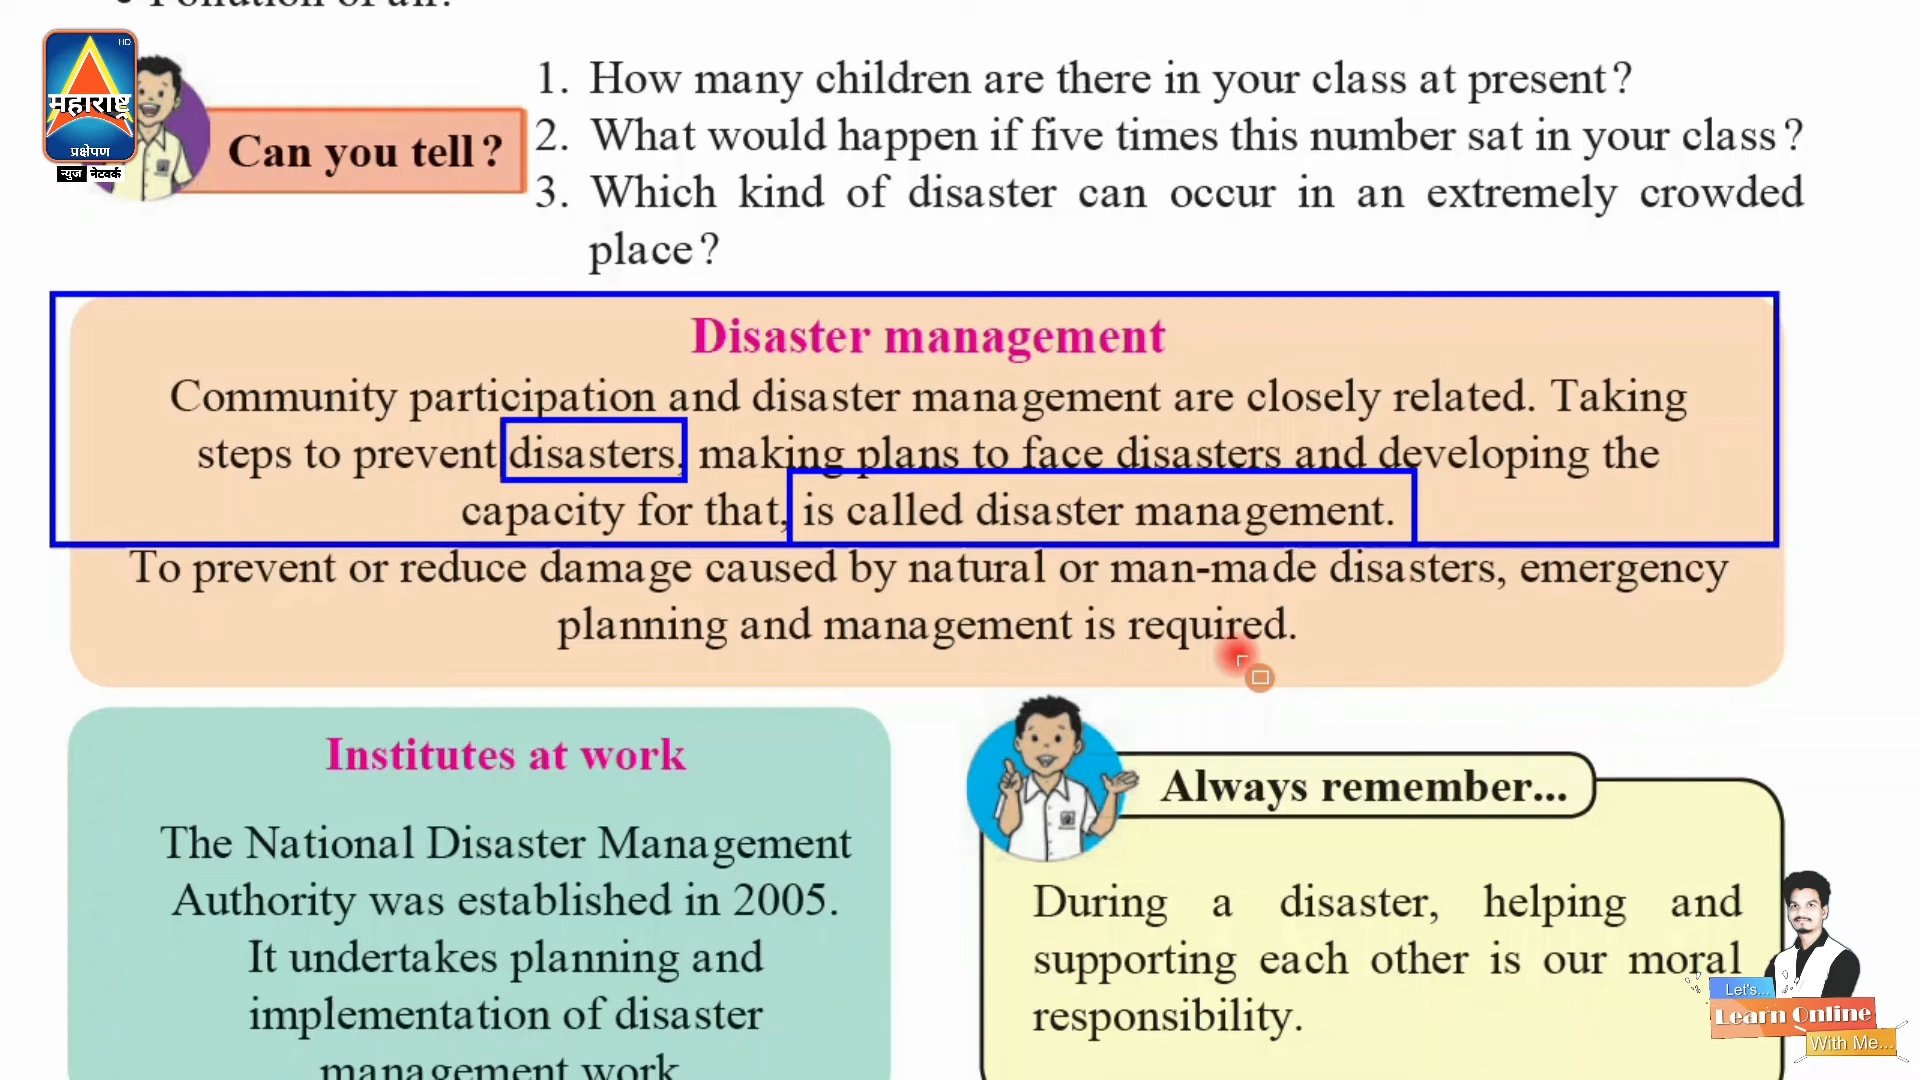 HD
महाराष्ट्र
प्रक्षेपण
न्युज नेटवर्क
Can you tell?
1. How many children are there in your class at present?
2. What would happen if five times this number sat in your class?
3. Which kind of disaster can occur in an extremely crowded
place?
Disaster management
Community participation and disaster management are closely related. Taking
steps to prevent disasters, making plans to face disasters and developing the
capacity for that, is called disaster management.
To prevent or reduce damage caused by natural or man-made disasters, emergency
planning and management is required.
Institutes at work
The National Disaster Management
Authority was established in 2005.
It undertakes planning and
implementation of disaster
management work
Always remember...
During a disaster, helping and
supporting each other is our moral
responsibility.
Let's...
Learn Online
With Me...